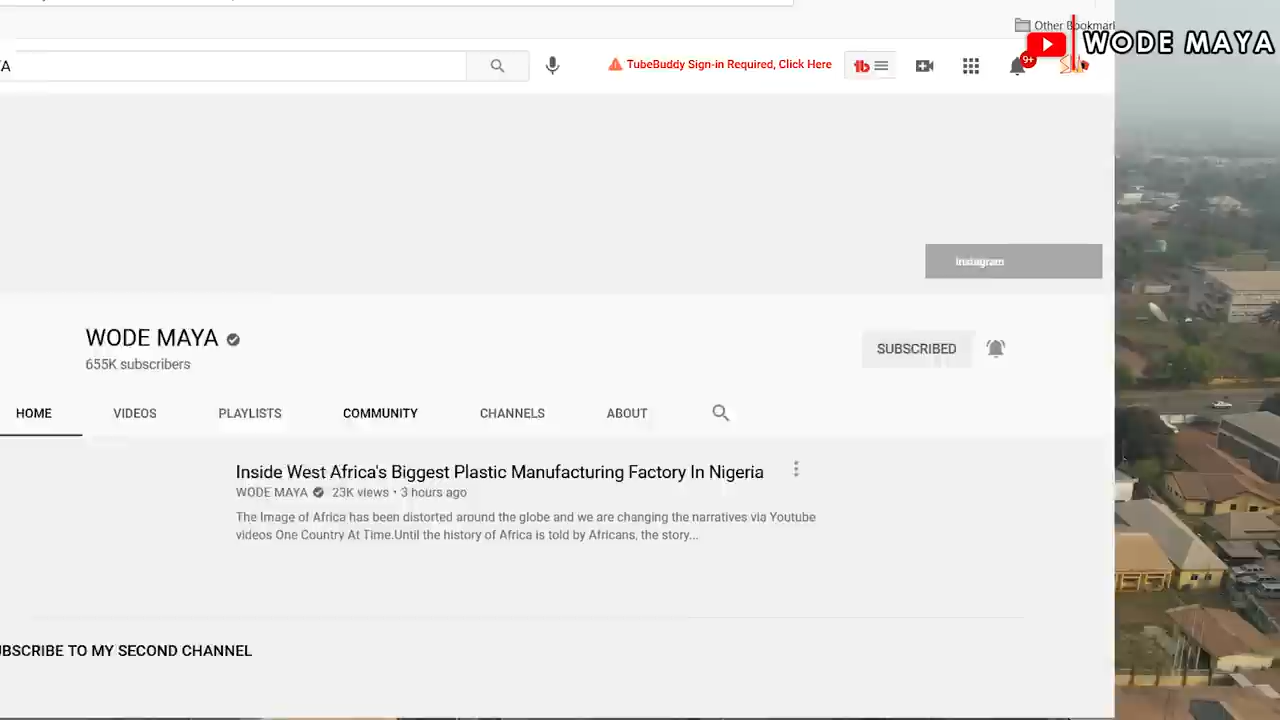 Other Bookmark
WODE MAYA
A
TubeBuddy Sign-in Required, Click Here
tb
9+
Instagram
WODE MAYA
655K subscribers
SUBSCRIBED
HOME VIDEOS PLAYLISTS COMMUNITY CHANNELS ABOUT
Inside West Africa's Biggest Plastic Manufacturing Factory In Nigeria
WODE MAYA 23K views • 3 hours ago
The Image of Africa has been distorted around the globe and we are changing the narratives via Youtube
videos One Country At Time.Until the history of Africa is told by Africans, the story...
UBSCRIBE TO MY SECOND CHANNEL